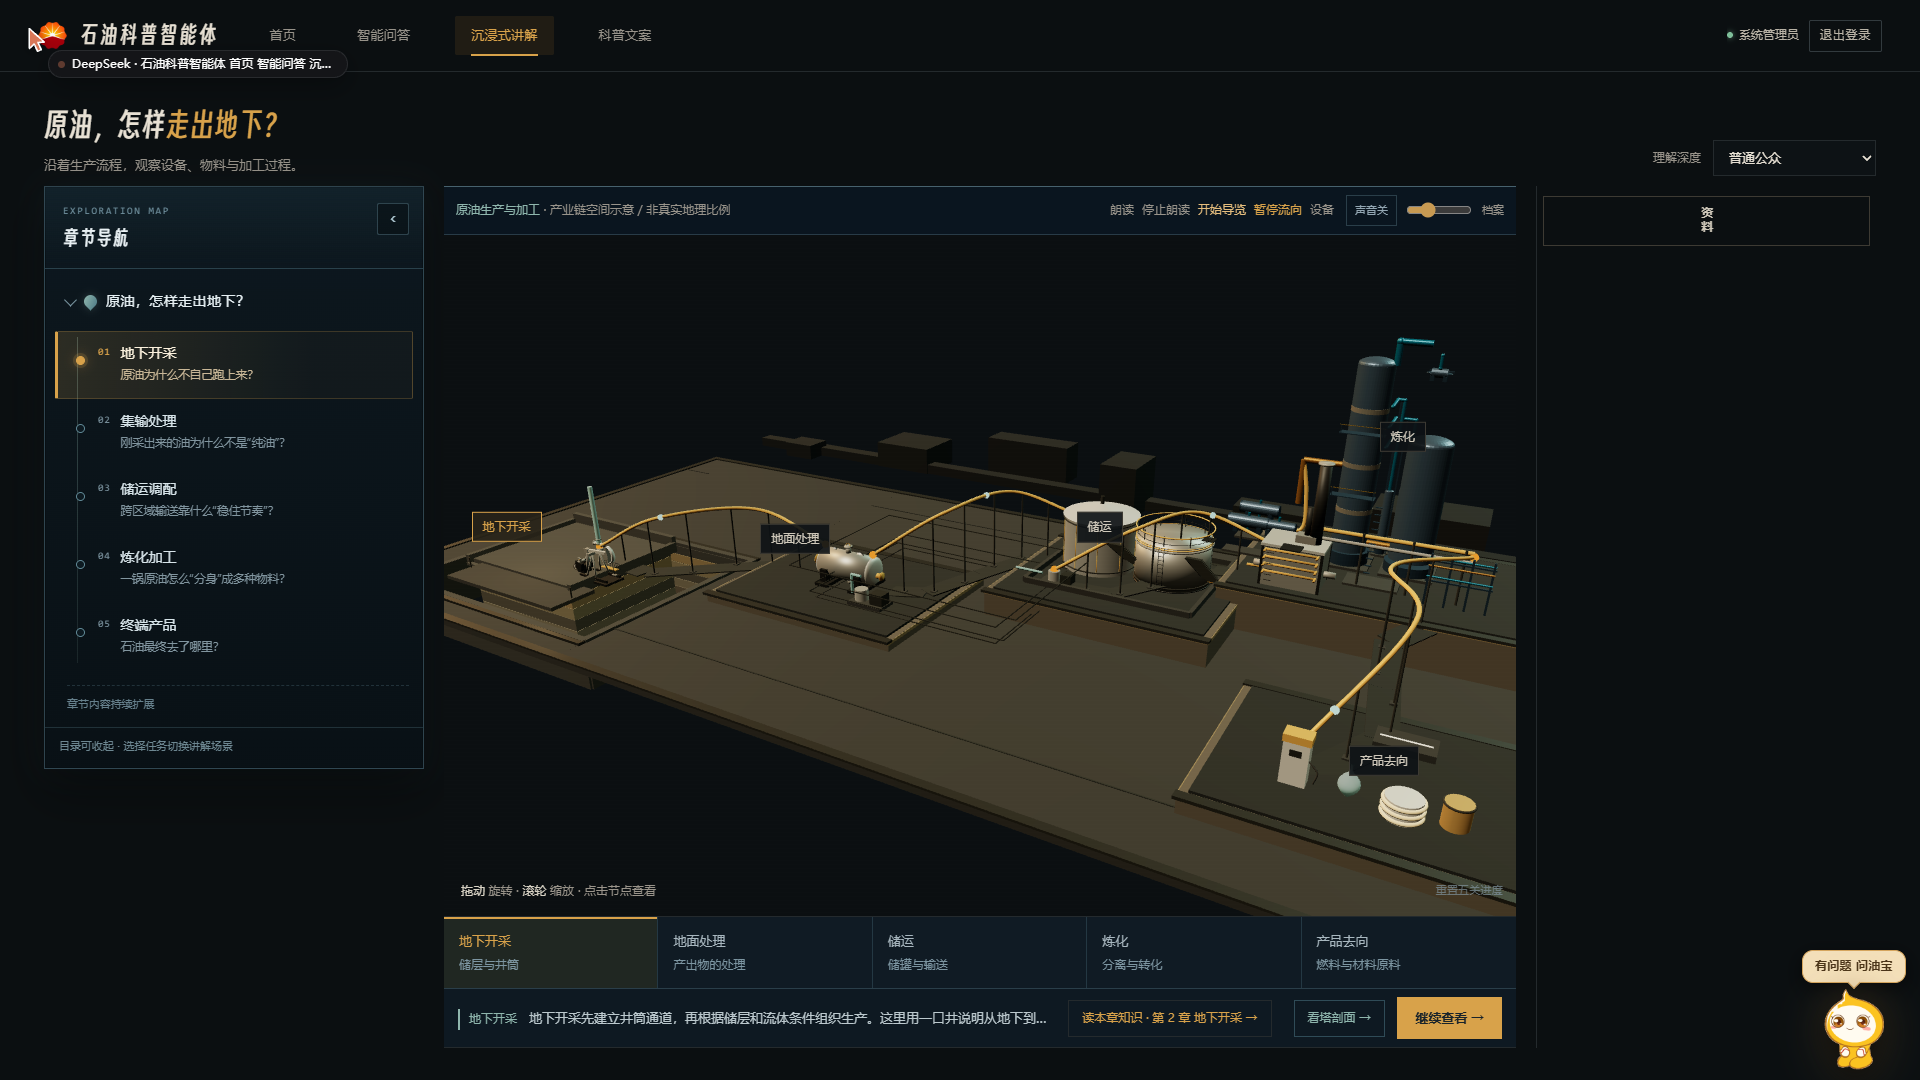 石油科普智能体
首页
智能问答
沉浸式讲解
科普文案
系统管理员
退出登录
DeepSeek · 石油科普智能体 首页 智能问答 沉...
原油，怎样走出地下？
沿着生产流程，观察设备、物料与加工过程。
理解深度
普通公众
EXPLORATION MAP
章节导航
原油，怎样走出地下？
01 地下开采
原油为什么不自己跑上来？
02 集输处理
刚采出来的油为什么不是“纯油”？
03 储运调配
跨区域输送靠什么“稳住节奏”？
04 炼化加工
一锅原油怎么“分身”成多种物料？
05 终端产品
石油最终去了哪里？
章节内容持续扩展
目录可收起 · 选择任务切换讲解场景
原油生产与加工 · 产业链空间示意 / 非真实地理比例
朗读 停止朗读 开始导览 暂停流向 设备
声音关
档案
资
料
炼化
地下开采
地面处理
储运
产品去向
拖动 旋转 · 滚轮 缩放 · 点击节点查看
重置五关进度
地下开采
储层与井筒
地面处理
产出物的处理
储运
储罐与输送
炼化
分离与转化
产品去向
燃料与材料原料
地下开采 地下开采先建立井筒通道，再根据储层和流体条件组织生产。这里用一口井说明从地下到...
读本章知识 · 第 2 章 地下开采 →
看塔剖面 →
继续查看 →
有问题 问油宝